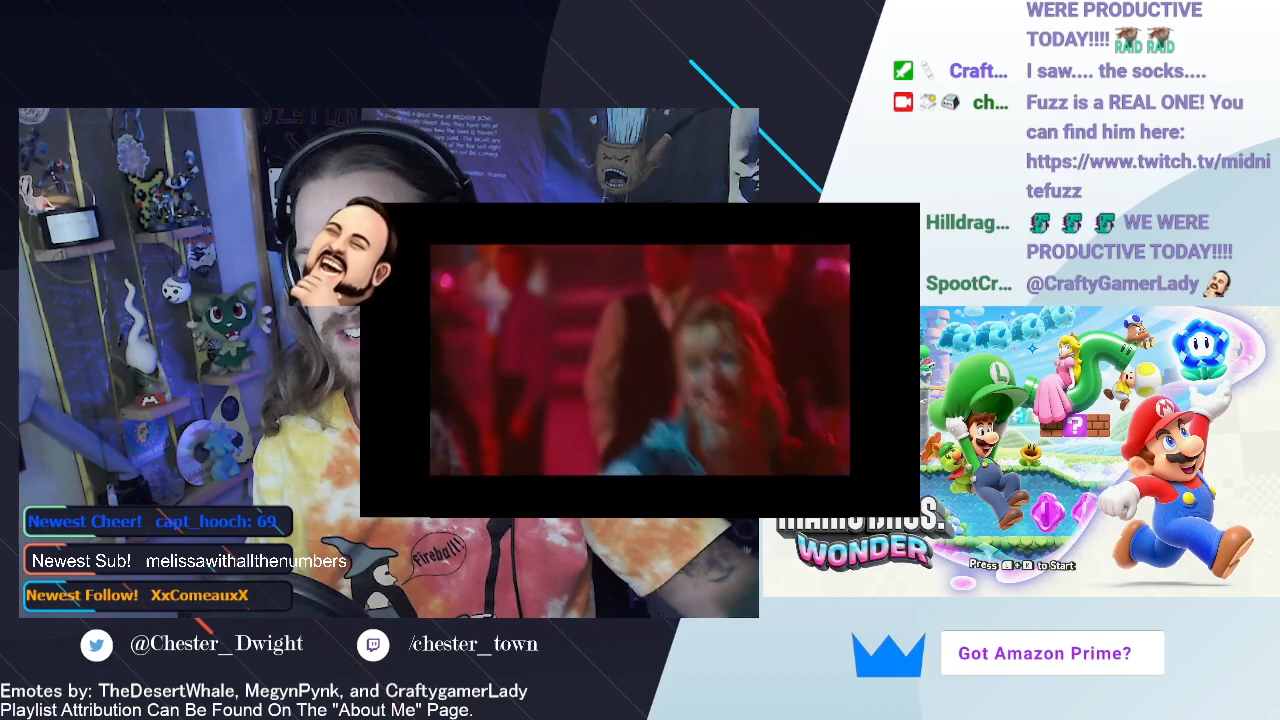 WERE PRODUCTIVE
TODAY!!!! RAID RAID
Craft... I saw.... the socks....
ch... Fuzz is a REAL ONE! You
can find him here:
https://www.twitch.tv/midni
tefuzz
Hilldrag... WE WERE
PRODUCTIVE TODAY!!!!
SpootCr... @CraftyGamerLady
Fireball!
Newest Cheer! capt_hooch: 69
Newest Sub! melissawithallthenumbers
Newest Follow! XxComeauxX
L
M
?
MARIO BROS.
WONDER
Press L + R to Start
@Chester_Dwight
/chester_town
Got Amazon Prime?
Emotes by: TheDesertWhale, MegynPynk, and CraftygamerLady
Playlist Attribution Can Be Found On The "About Me" Page.